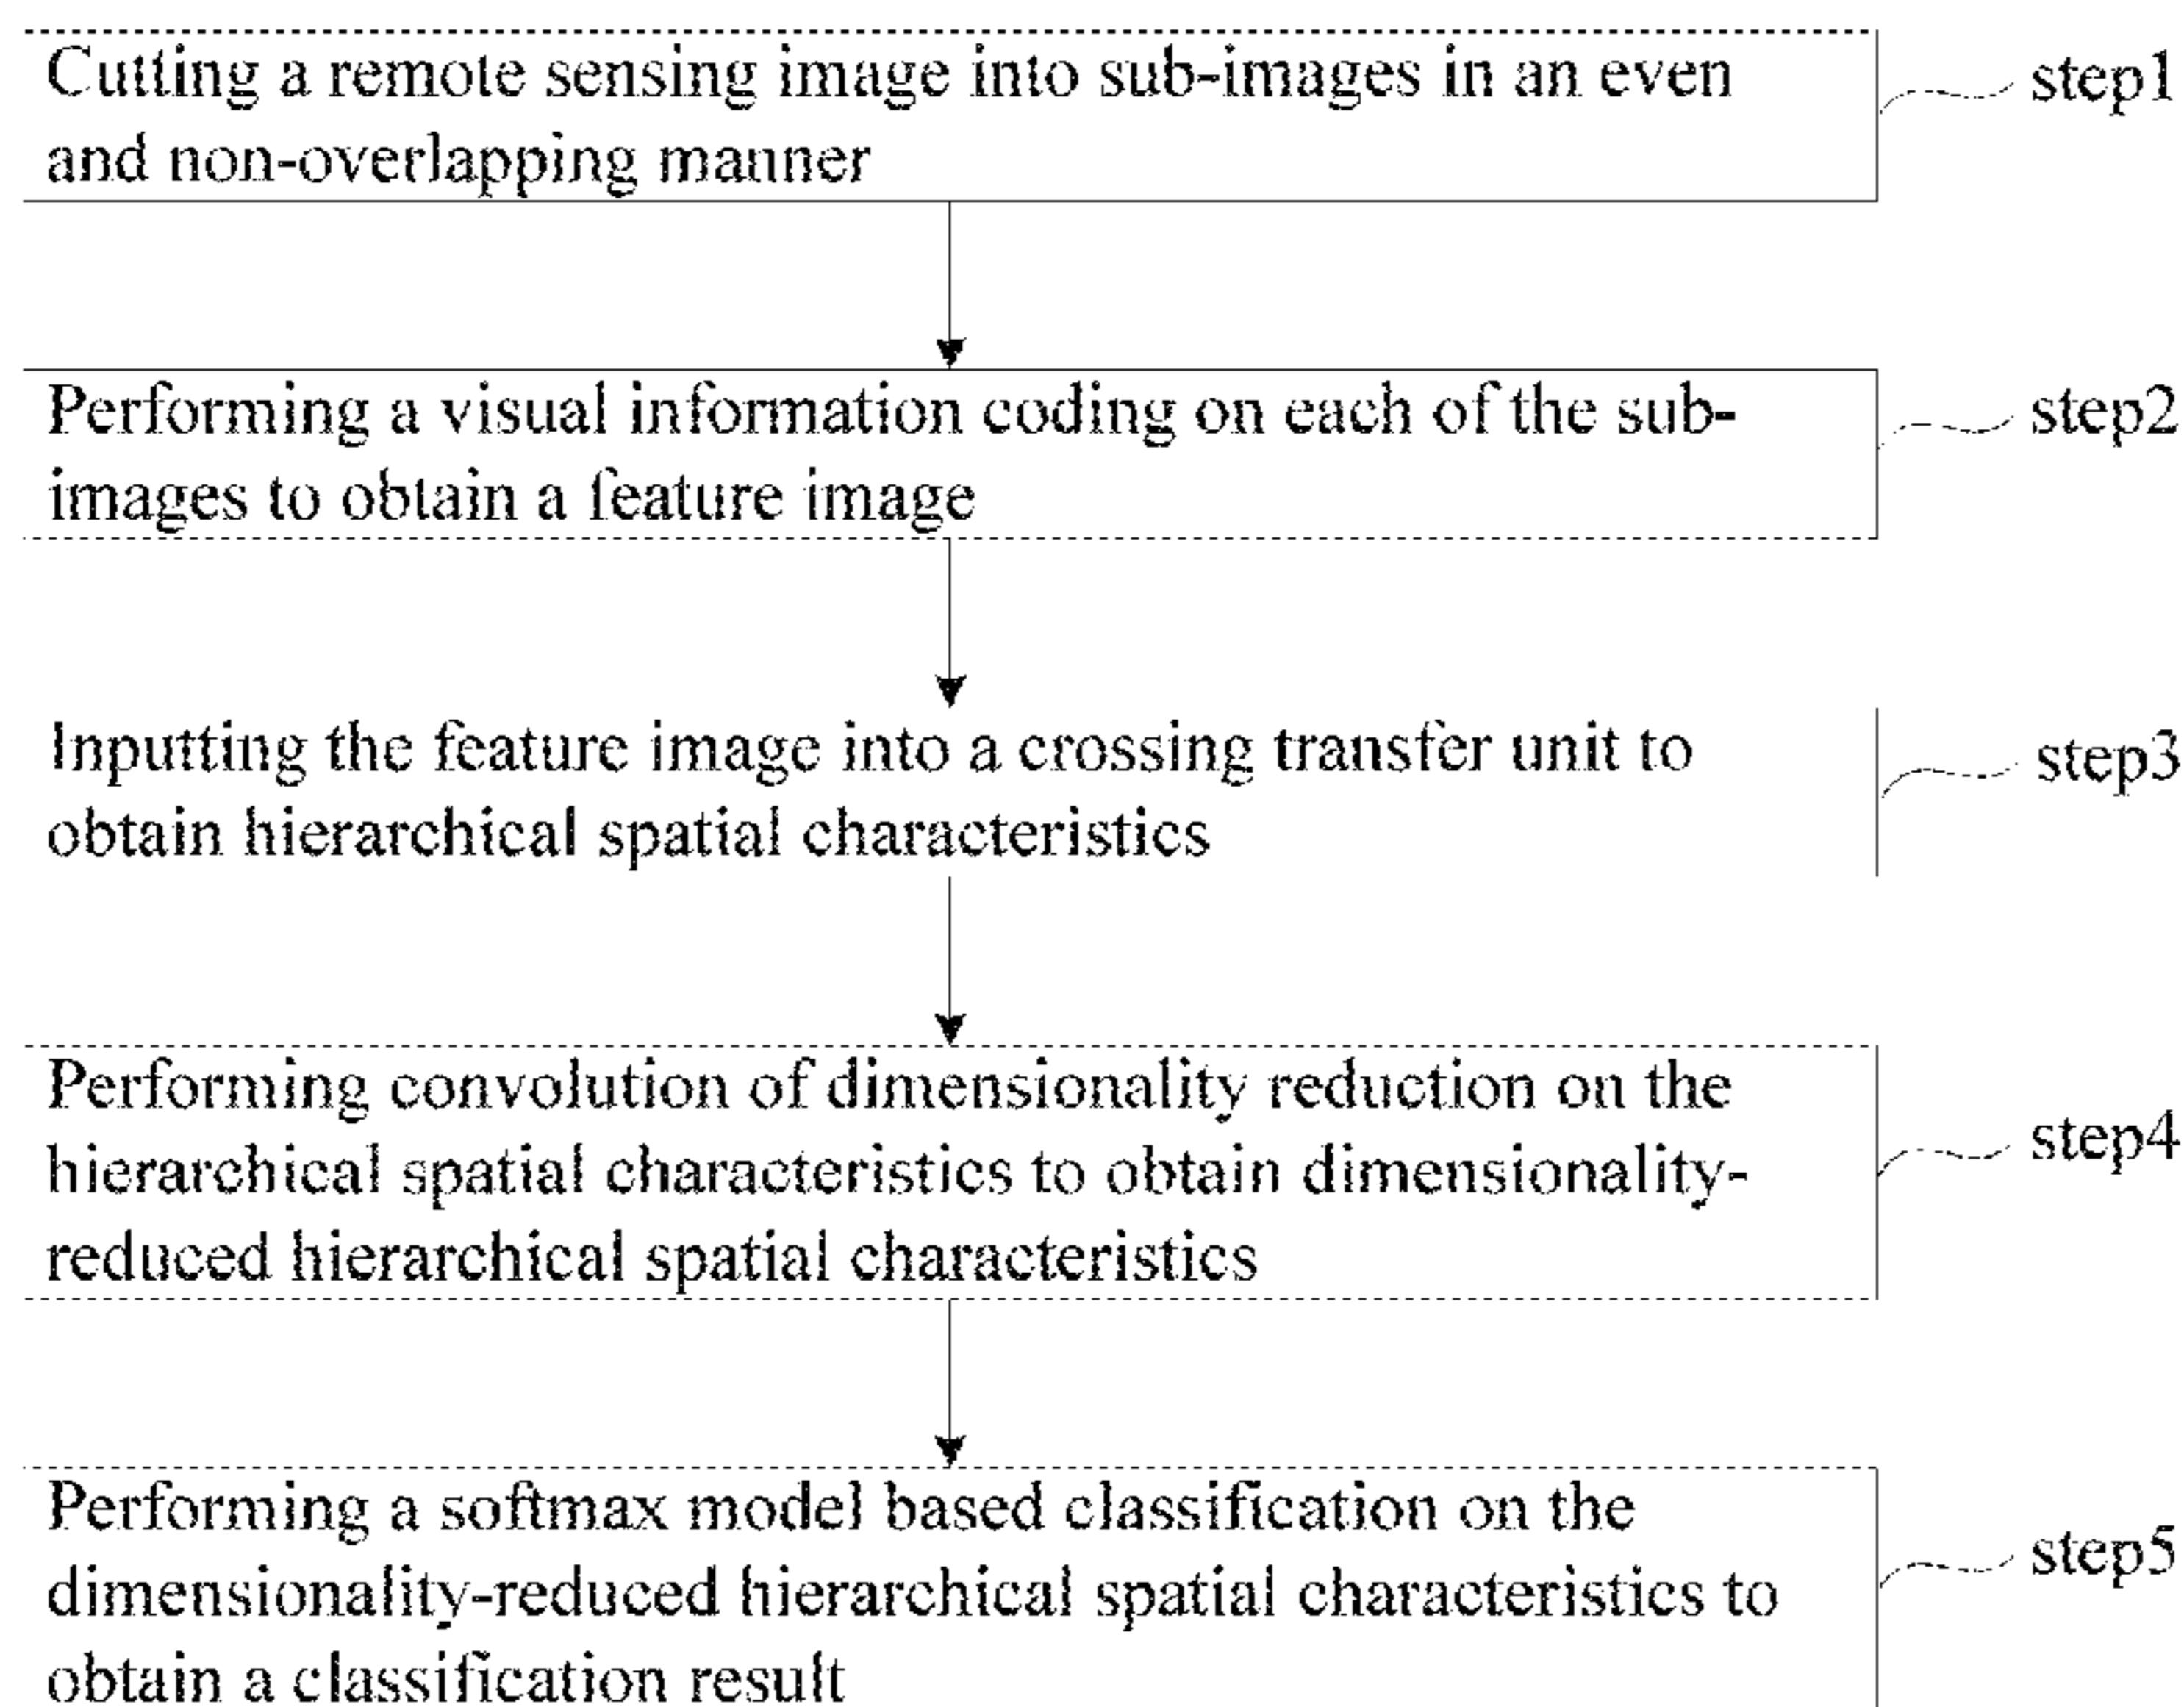 Cutting a remote sensing image into sub-images in an even
and non-overlapping manner
step1
Performing a visual information coding on each of the sub-
images to obtain a feature image
step2
Inputting the feature image into a crossing transfer unit to
obtain hierarchical spatial characteristics
step3
Performing convolution of dimensionality reduction on the
hierarchical spatial characteristics to obtain dimensionality-
reduced hierarchical spatial characteristics
step4
Performing a softmax model based classification on the
dimensionality-reduced hierarchical spatial characteristics to
obtain a classification result
step5